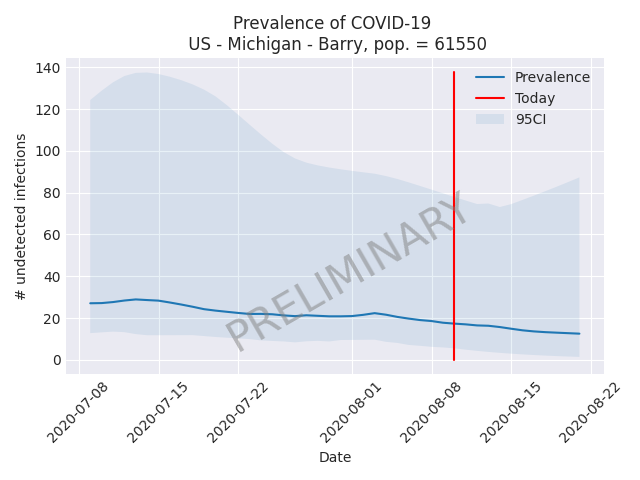 Prevalence of COVID-19
US - Michigan - Barry, pop. = 61550
# undetected infections
140
120
100
80
60
40
20
0
Prevalence
Today
95CI
PRELIMINARY
2020-07-08
2020-07-15
2020-07-22
2020-08-01
2020-08-08
2020-08-15
2020-08-22
Date